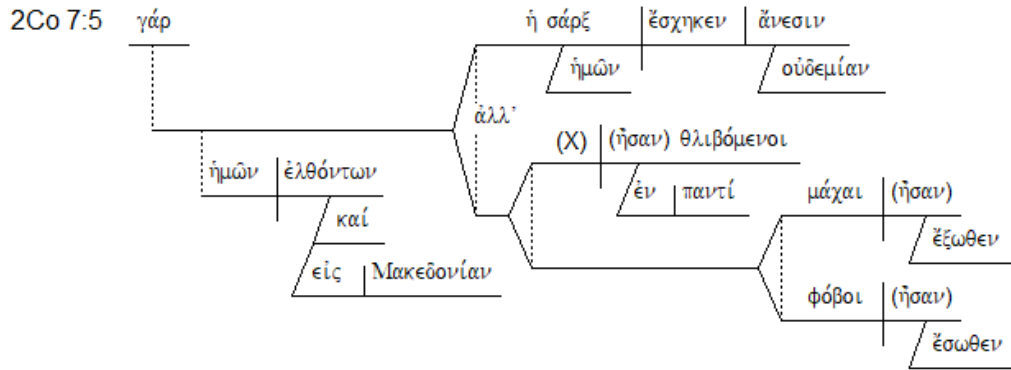 2Co 7:5 γάρ ἡ σάρξ ἔσχηκεν ἄνεσιν
ἡμῶν οὐδεμίαν
ἀλλ’
(X) (ἦσαν) θλιβόμενοι
ἡμῶν ἐλθόντων ἐν παντί μάχαι (ἦσαν)
καί ἔξωθεν
εἰς Μακεδονίαν
φόβοι (ἦσαν)
ἔσωθεν